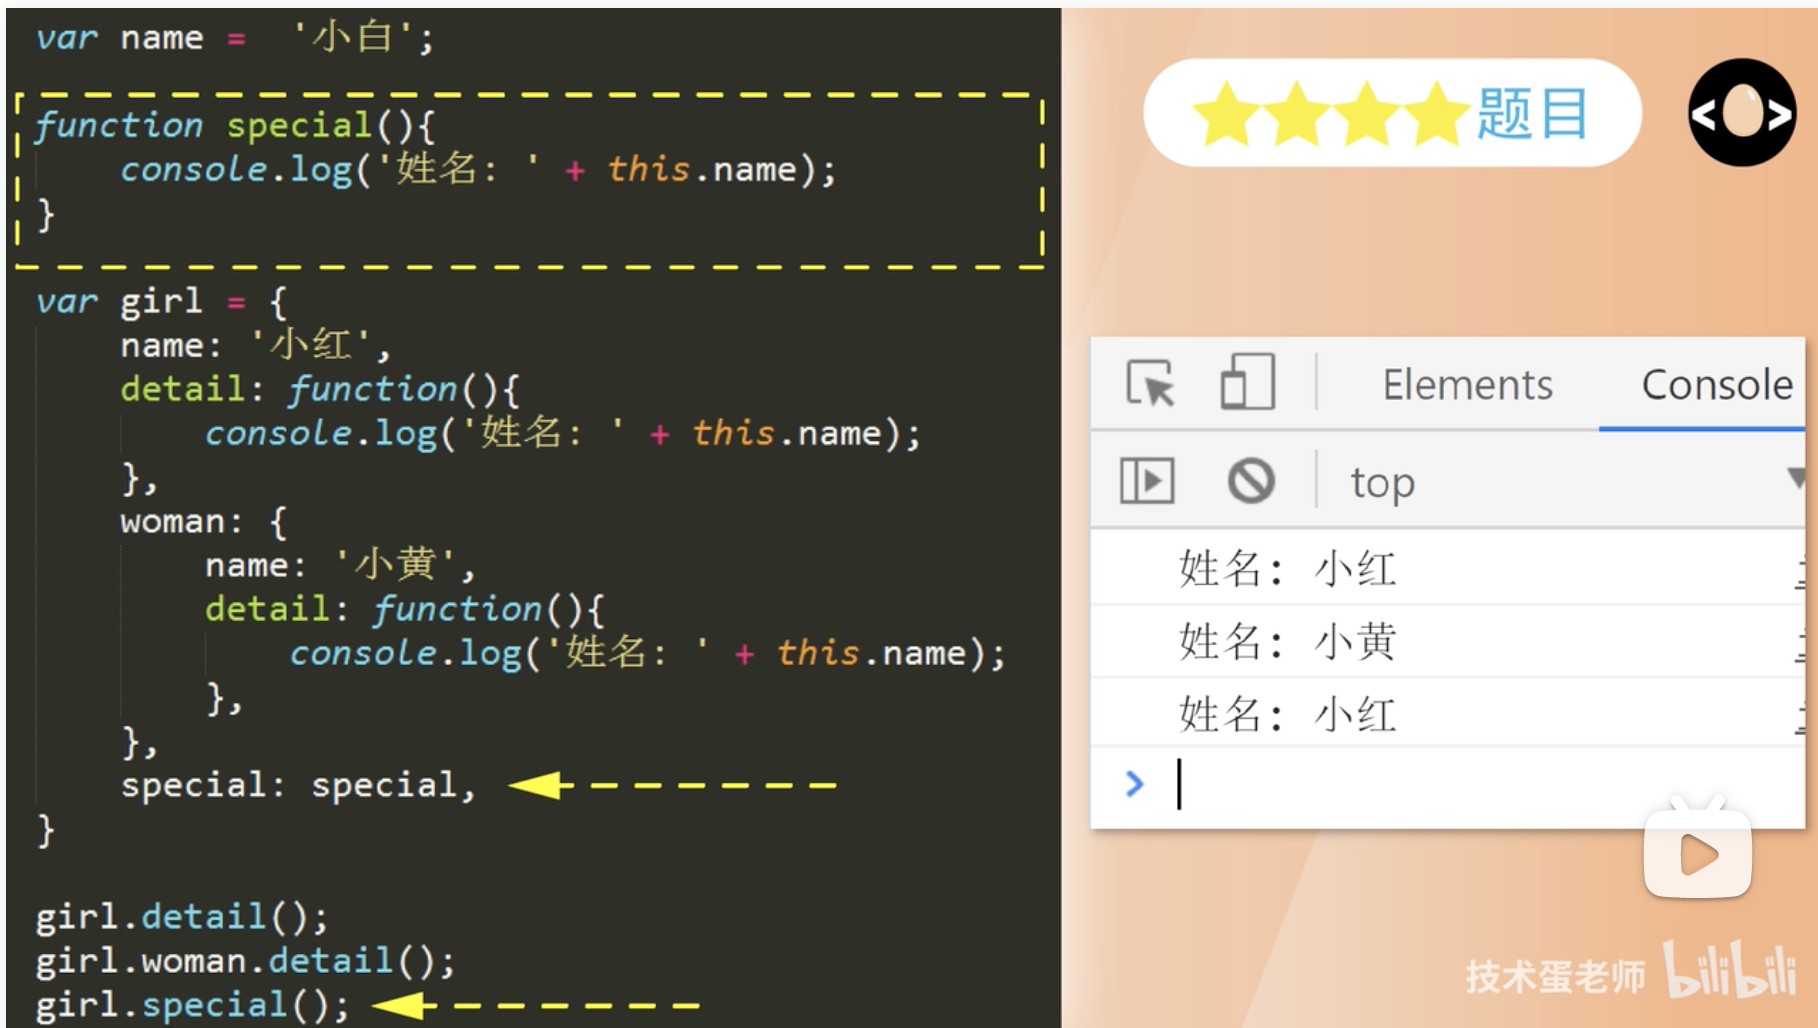 var name =  '小白';
function special(){
    console.log('姓名: ' + this.name);
}
var girl = {
    name: '小红',
    detail: function(){
        console.log('姓名: ' + this.name);
    },
    woman: {
        name: '小黄',
        detail: function(){
            console.log('姓名: ' + this.name);
        },
    },
    special: special,
}
girl.detail();
girl.woman.detail();
girl.special();
题目
< >
Elements Console
top
姓名: 小红
姓名: 小黄
姓名: 小红
>
技术蛋老师 bilibili